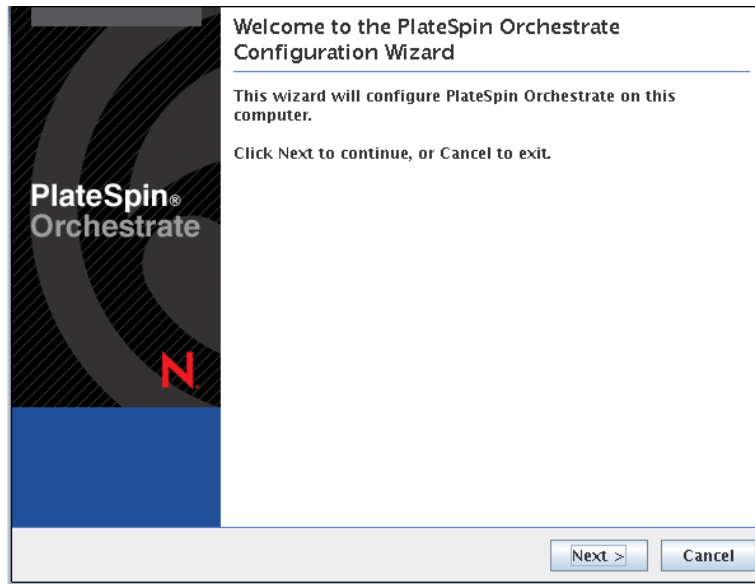 Welcome to the PlateSpin Orchestrate
Configuration Wizard
This wizard will configure PlateSpin Orchestrate on this
computer.
Click Next to continue, or Cancel to exit.
PlateSpin®
Orchestrate
N.
Next >
Cancel